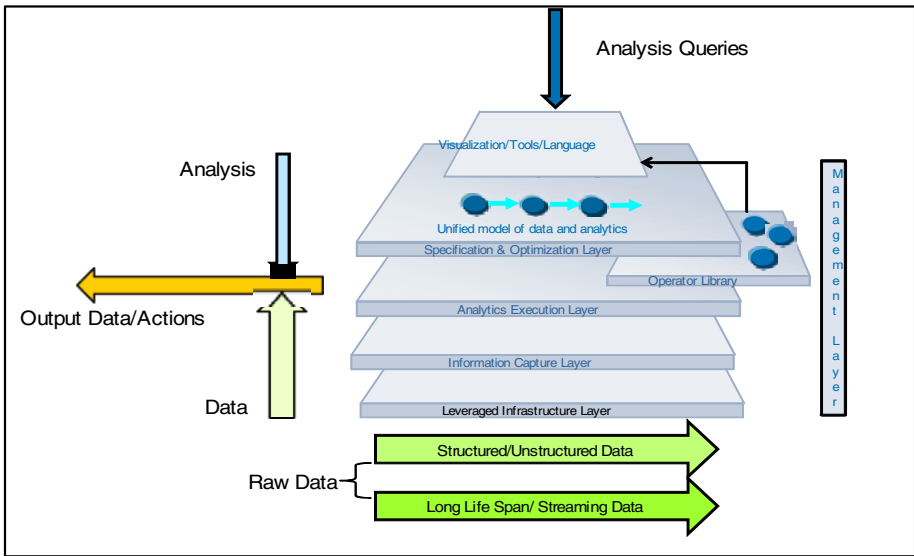 Analysis Queries
Visualization/Tools/Language
Analysis
Unified model of data and analytics
Specification & Optimization Layer
Operator Library
Management Layer
Output Data/Actions
Analytics Execution Layer
Information Capture Layer
Data
Leveraged Infrastructure Layer
Structured/Unstructured Data
Raw Data
Long Life Span/ Streaming Data